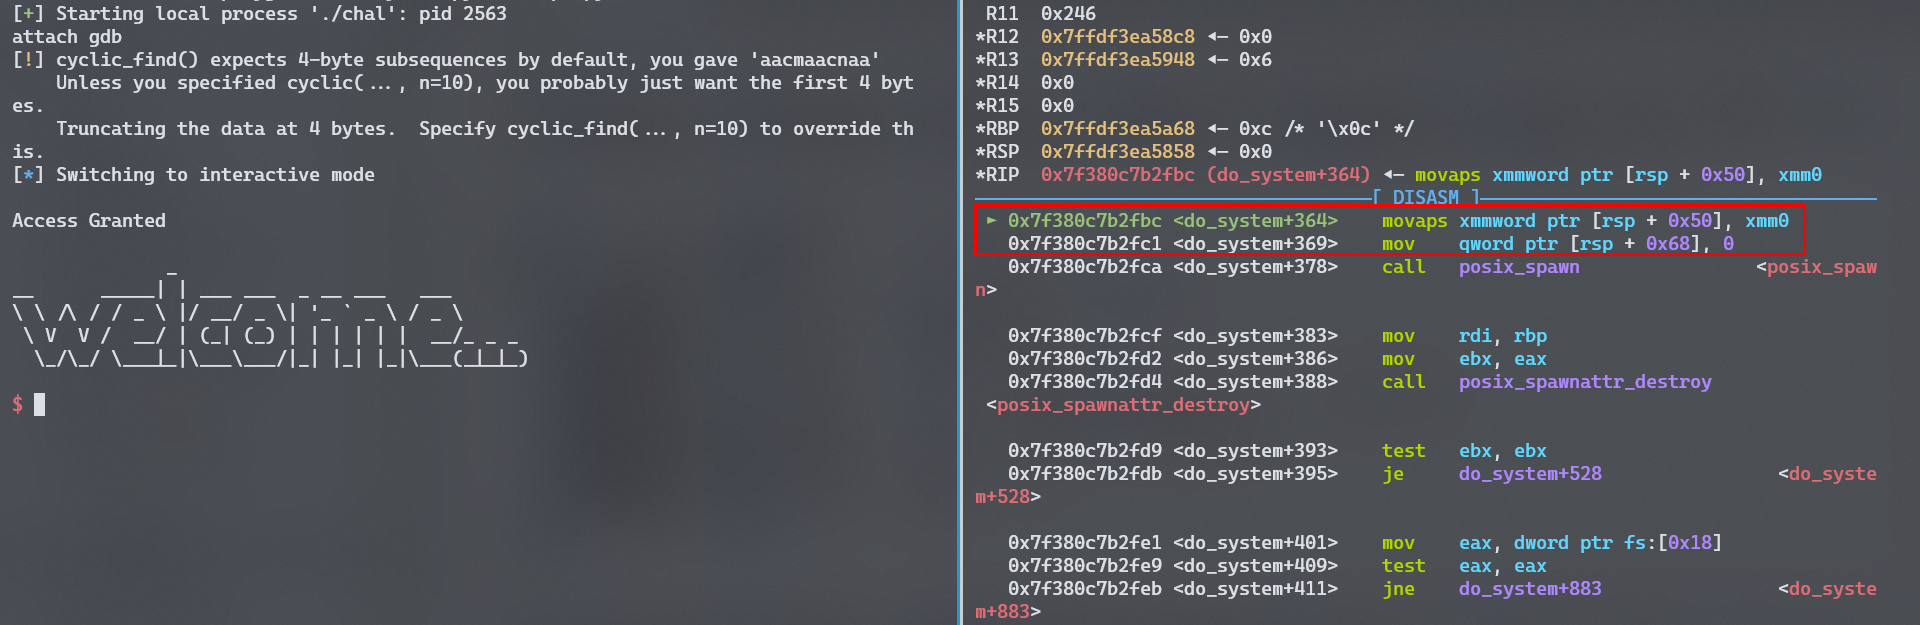 [+] Starting local process './chal': pid 2563
attach gdb
[!] cyclic_find() expects 4-byte subsequences by default, you gave 'aacmaacnaa'
    Unless you specified cyclic(..., n=10), you probably just want the first 4 byt
es.
    Truncating the data at 4 bytes.  Specify cyclic_find(..., n=10) to override th
is.
[*] Switching to interactive mode
Access Granted
Welcome...
$
R11  0x246
*R12  0x7ffdf3ea58c8 ◂— 0x0
*R13  0x7ffdf3ea5948 ◂— 0x6
*R14  0x0
*R15  0x0
*RBP  0x7ffdf3ea5a68 ◂— 0xc /* '\x0c' */
*RSP  0x7ffdf3ea5858 ◂— 0x0
*RIP  0x7f380c7b2fbc (do_system+364) ◂— movaps xmmword ptr [rsp + 0x50], xmm0
[ DISASM ]
► 0x7f380c7b2fbc <do_system+364>    movaps xmmword ptr [rsp + 0x50], xmm0
0x7f380c7b2fc1 <do_system+369>    mov    qword ptr [rsp + 0x68], 0
0x7f380c7b2fca <do_system+378>    call   posix_spawn                <posix_spaw
n>
0x7f380c7b2fcf <do_system+383>    mov    rdi, rbp
0x7f380c7b2fd2 <do_system+386>    mov    ebx, eax
0x7f380c7b2fd4 <do_system+388>    call   posix_spawnattr_destroy
<posix_spawnattr_destroy>
0x7f380c7b2fd9 <do_system+393>    test   ebx, ebx
0x7f380c7b2fdb <do_system+395>    je     do_system+528                <do_syste
m+528>
0x7f380c7b2fe1 <do_system+401>    mov    eax, dword ptr fs:[0x18]
0x7f380c7b2fe9 <do_system+409>    test   eax, eax
0x7f380c7b2feb <do_system+411>    jne    do_system+883                <do_syste
m+883>